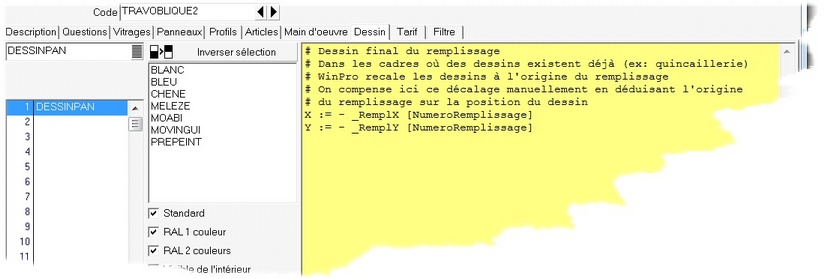 Code TRAVOBLIQUE2
Description Questions Vitrages Panneaux Profils Articles Main d'oeuvre Dessin Tarif Filtre
DESSINPAN
Inverser sélection
BLANC
BLEU
CHENE
MELEZE
MOABI
MOVINGUI
PREPEINT
1 DESSINPAN
2
3
4
5
6
7
8
9
10
11
Standard
RAL 1 couleur
RAL 2 couleurs
de l'intérieur
# Dessin final du remplissage
# Dans les cadres où des dessins existent déjà (ex: quincaillerie)
# WinPro recale les dessins à l'origine du remplissage
# On compense ici ce décalage manuellement en déduisant l'origine
# du remplissage sur la position du dessin
X := - _RemplX [NumeroRemplissage]
Y := - _RemplY [NumeroRemplissage]